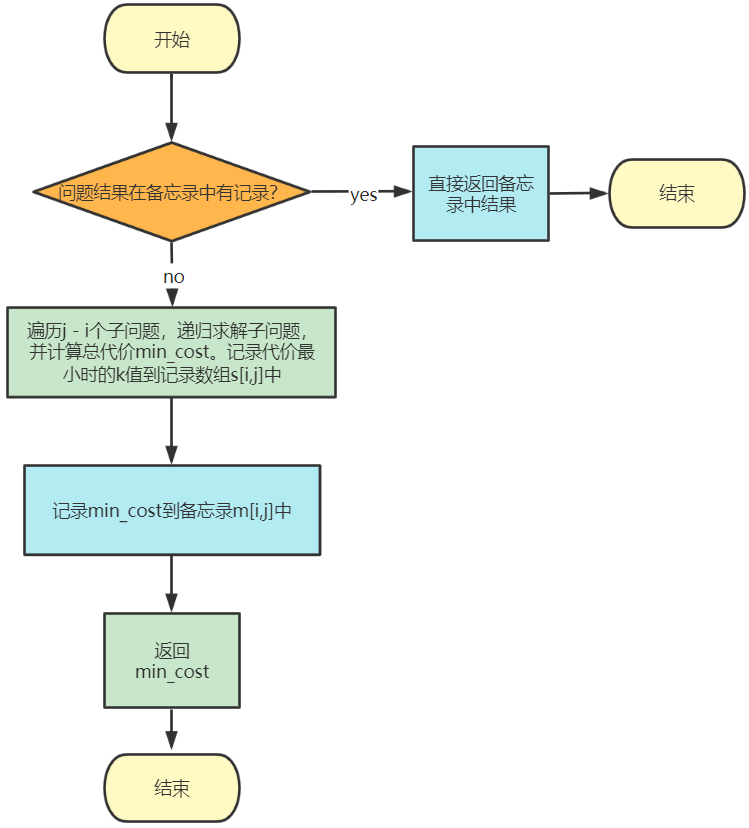 开始
问题结果在备忘录中有记录?
yes
直接返回备忘
录中结果
结束
no
遍历j - i个子问题，递归求解子问题，
并计算总代价min_cost。记录代价最
小时的k值到记录数组s[i,j]中
记录min_cost到备忘录m[i,j]中
返回
min_cost
结束